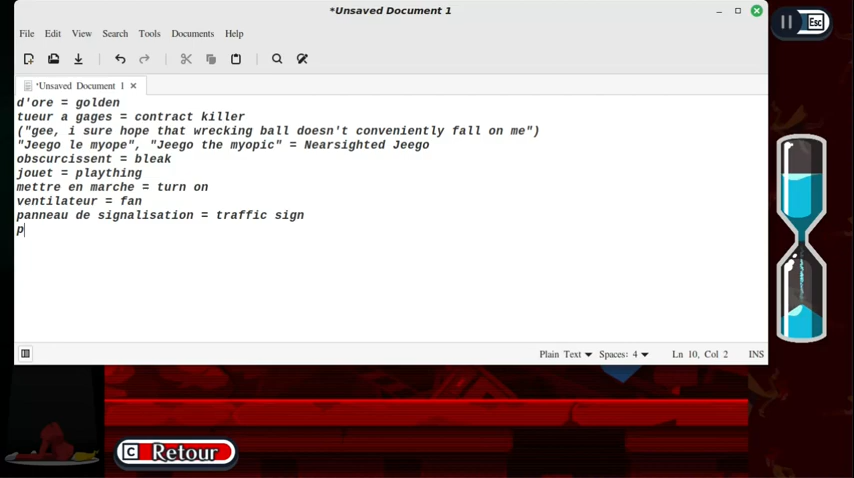 *Unsaved Document 1
File Edit View Search Tools Documents Help
*Unsaved Document 1
d'ore = golden
tueur a gages = contract killer
("gee, i sure hope that wrecking ball doesn't conveniently fall on me")
"Jeego le myope", "Jeego the myopic" = Nearsighted Jeego
obscurcissent = bleak
jouet = plaything
mettre en marche = turn on
ventilateur = fan
panneau de signalisation = traffic sign
p
Plain Text Spaces: 4 Ln 10, Col 2 INS
Esc
C Retour